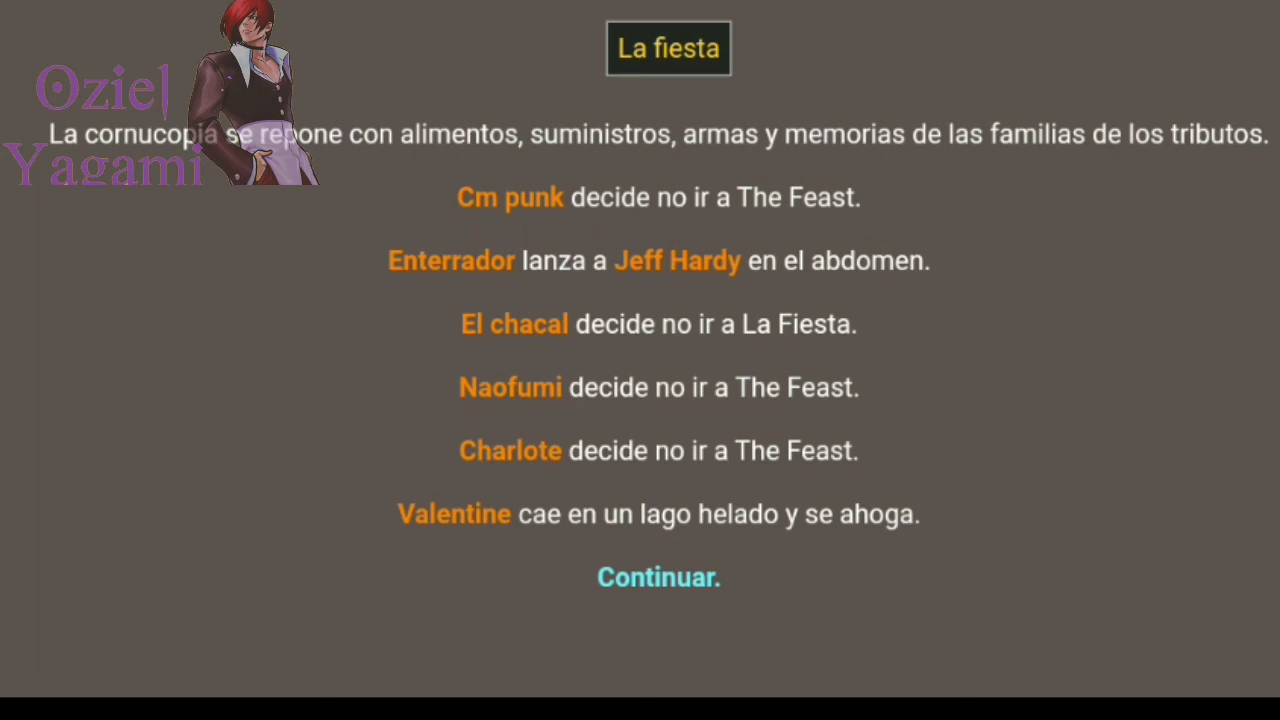 La fiesta
Oziel
Yagami
La cornucopia se repone con alimentos, suministros, armas y memorias de las familias de los tributos.
Cm punk decide no ir a The Feast.
Enterrador lanza a Jeff Hardy en el abdomen.
El chacal decide no ir a La Fiesta.
Naofumi decide no ir a The Feast.
Charlote decide no ir a The Feast.
Valentine cae en un lago helado y se ahoga.
Continuar.